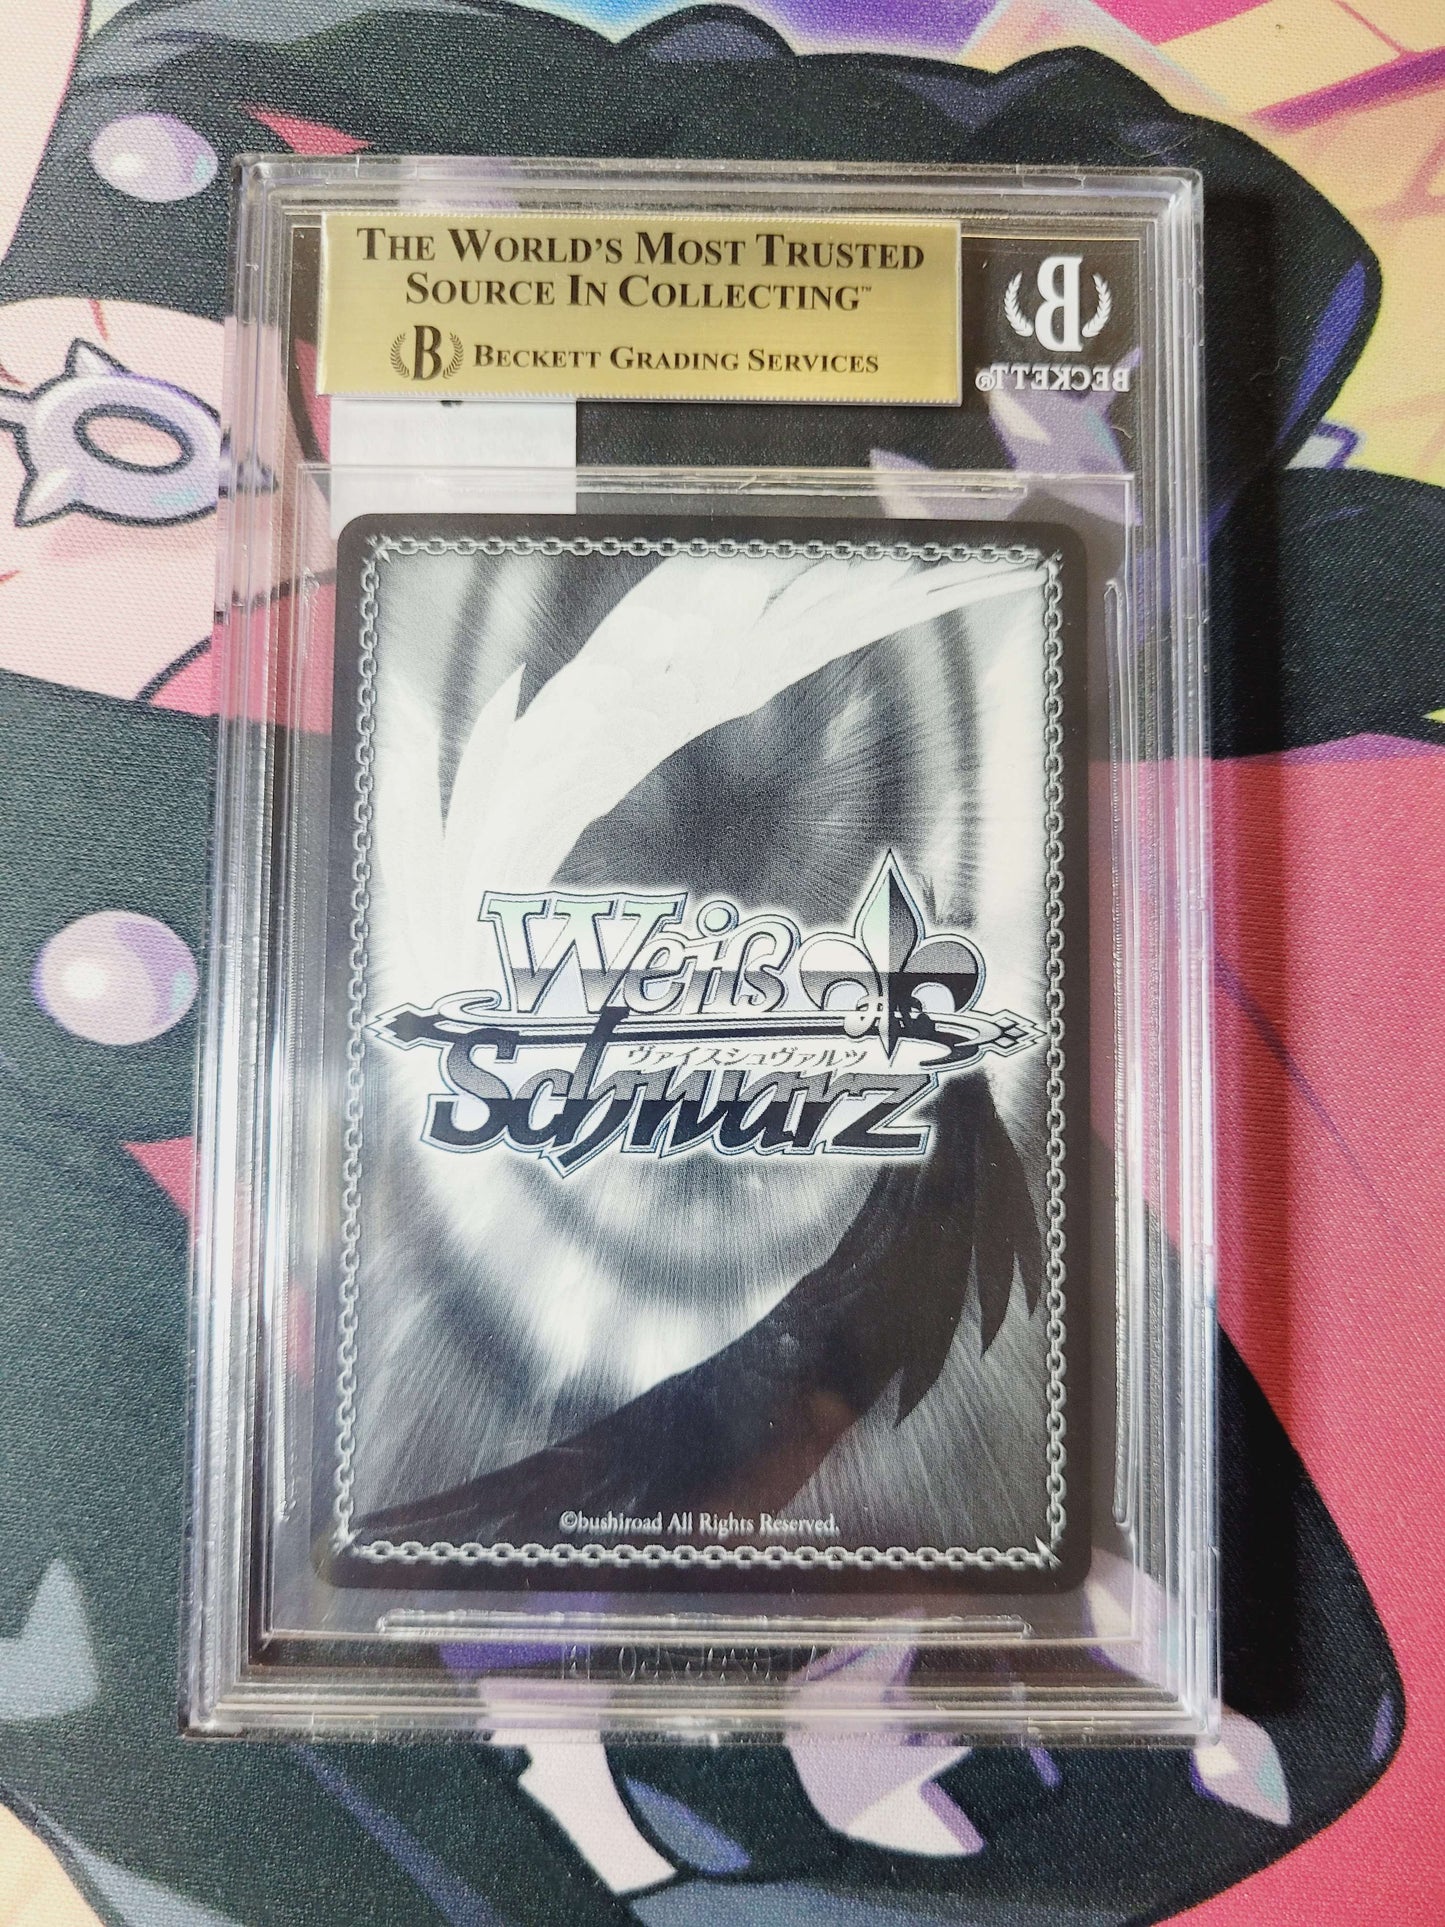 THE WORLD'S MOST TRUSTED
SOURCE IN COLLECTING™
B BECKETT GRADING SERVICES
B
BECKETT®
Weiß
ヴァイスシュヴァルツ
Schwarz
©bushiroad All Rights Reserved.